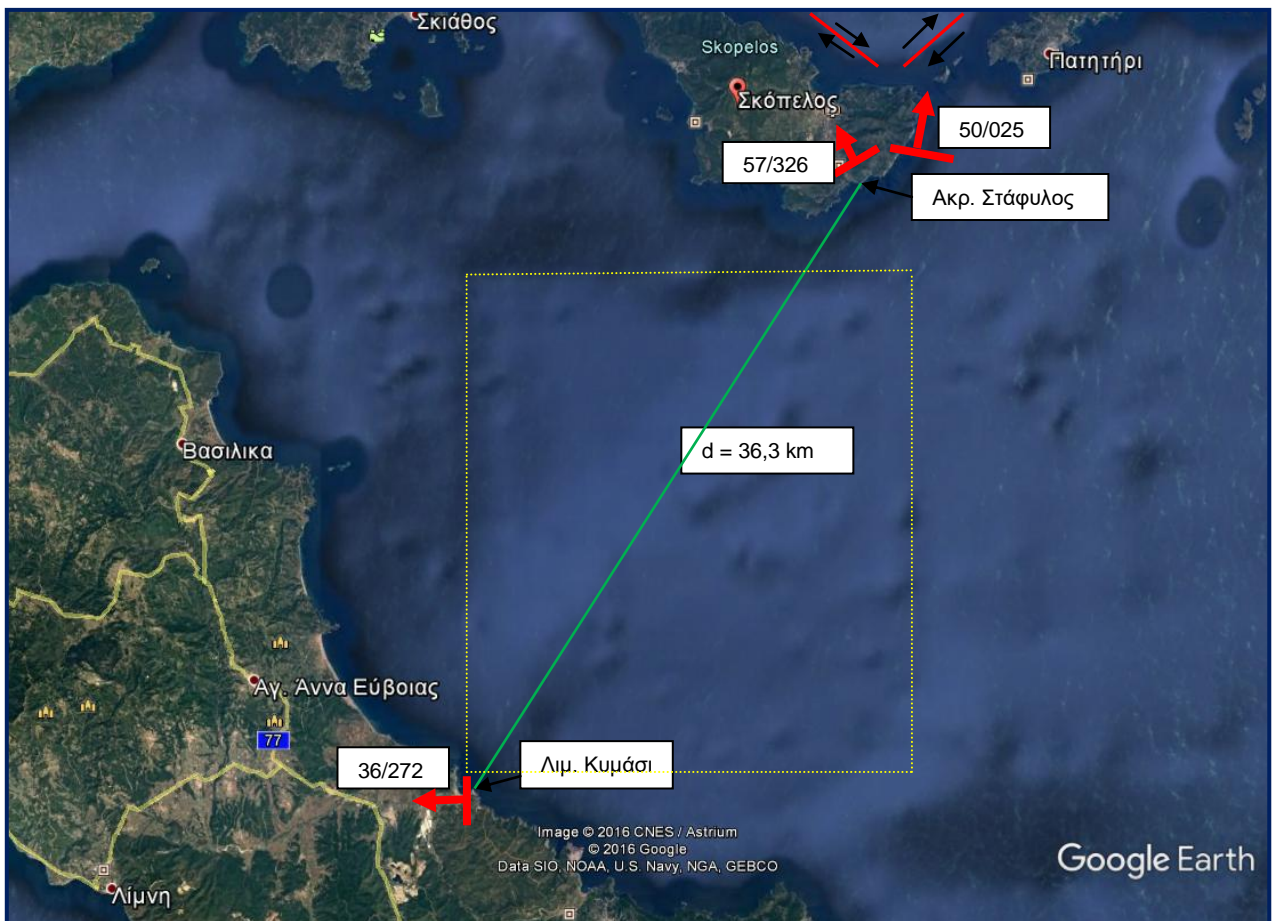 Σκιάθος
Skopelos
Πατητήρι
Σκόπελος
50/025
57/326
Ακρ. Στάφυλος
Βασιλικα
d = 36,3 km
Αγ. Άννα Εύβοιας
77
36/272
Λιμ. Κυμάσι
Image © 2016 CNES / Astrium
© 2016 Google
Data SIO, NOAA, U.S. Navy, NGA, GEBCO
Google Earth
Λίμνη